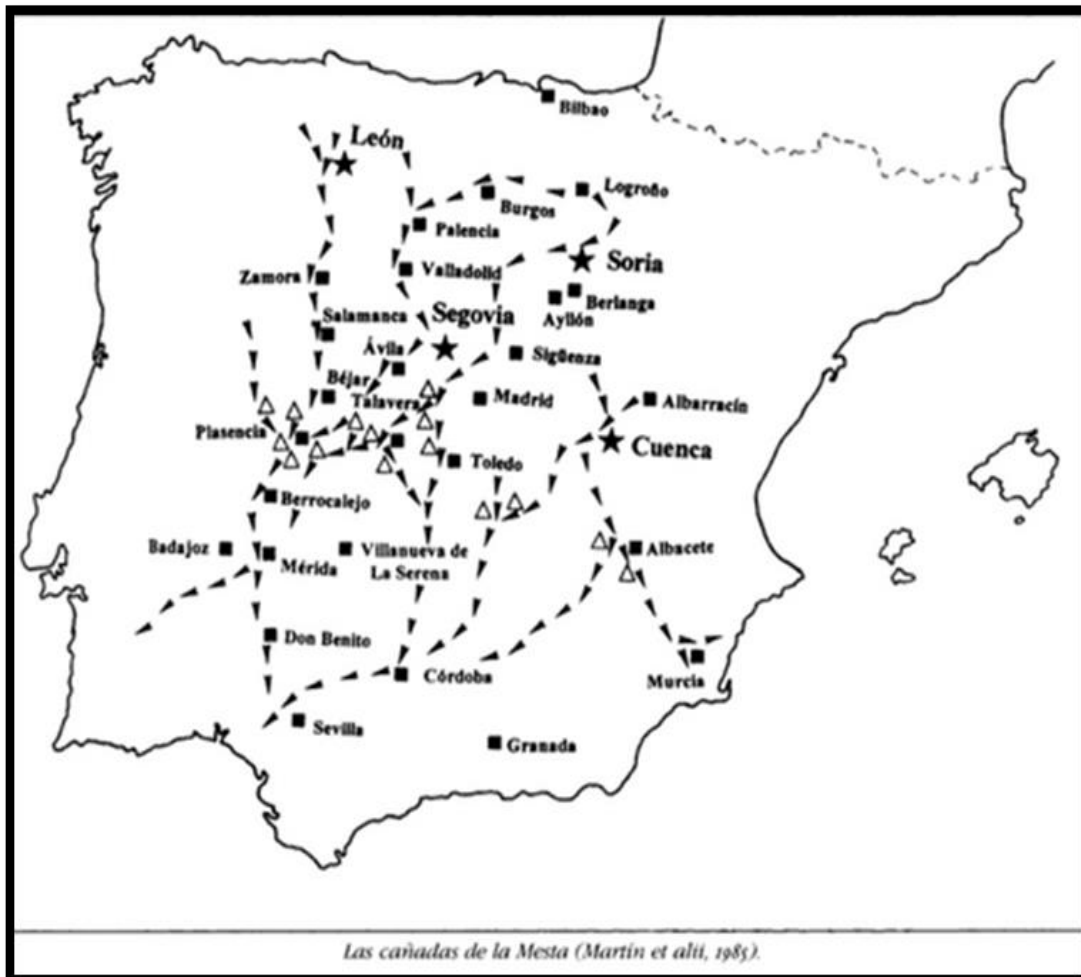 Bilbao
León
Logroño
Burgos
Palencia
Soria
Zamora
Valladolid
Berlanga
Ayllón
Salamanca
Segovia
Ávila
Sigüenza
Béjar
Talavera
Madrid
Albarracín
Plasencia
Cuenca
Toledo
Berrocalejo
Badajoz
Mérida
Villanueva de
La Serena
Albacete
Don Benito
Córdoba
Murcia
Sevilla
Granada
Las cañadas de la Mesta (Martín et alii, 1985).